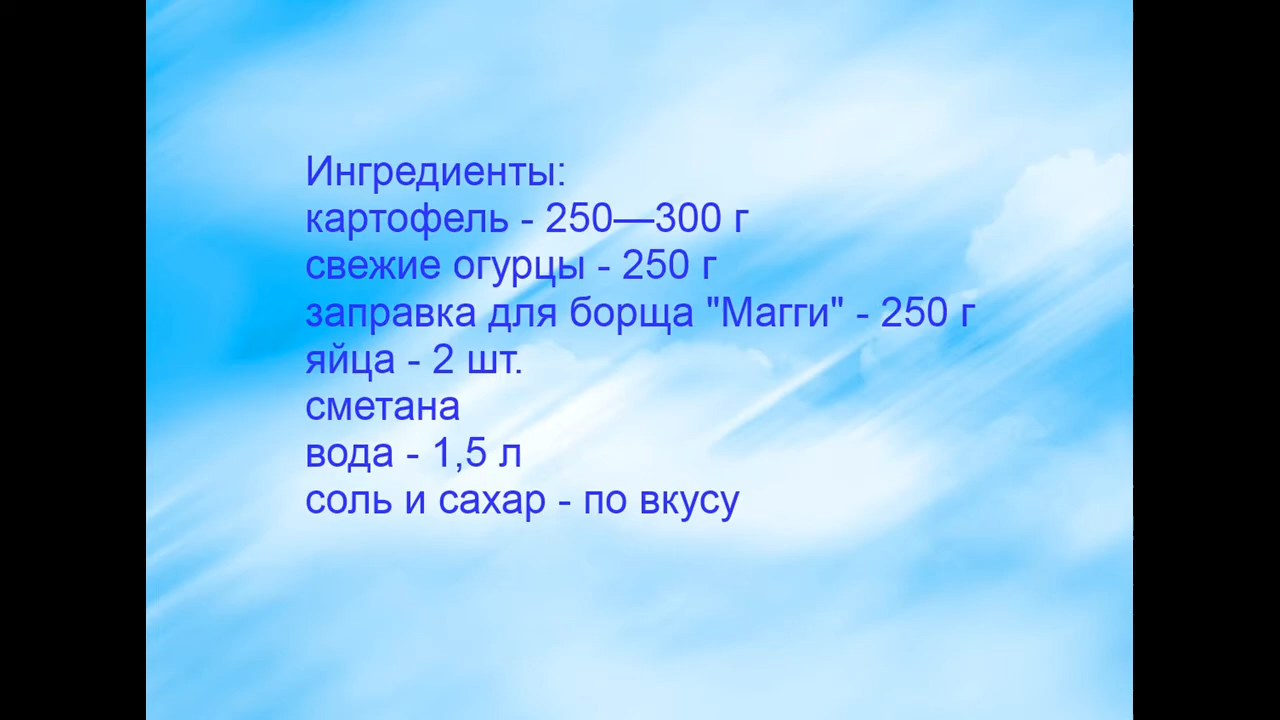 Ингредиенты:
картофель - 250—300 г
свежие огурцы - 250 г
заправка для борща "Магги" - 250 г
яйца - 2 шт.
сметана
вода - 1,5 л
соль и сахар - по вкусу